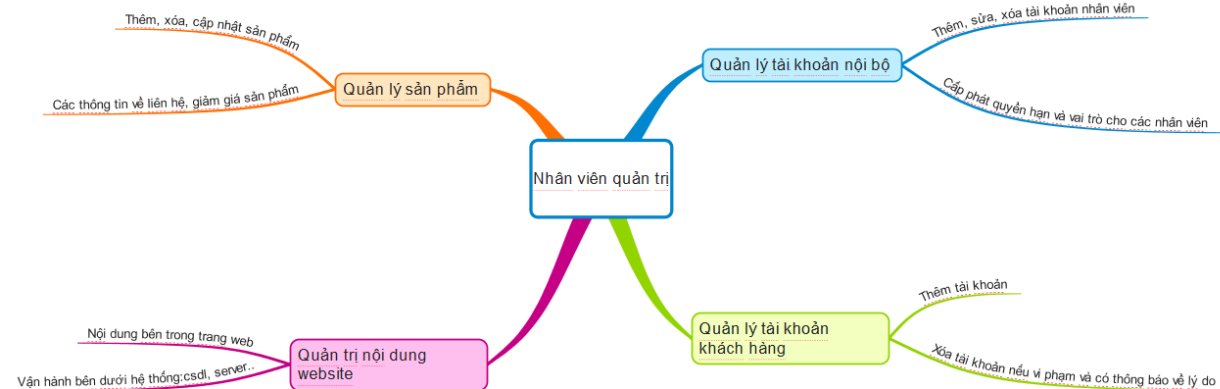 Thêm, xóa, cập nhật sản phẩm
Quản lý sản phẩm
Các thông tin về liên hệ, giảm giá sản phẩm
Thêm, sửa, xóa tài khoản nhân viên
Quản lý tài khoản nội bộ
Cấp phát quyền hạn và vai trò cho các nhân viên
Nhân viên quản trị
Nội dung bên trong trang web
Quản trị nội dung
website
Vận hành bên dưới hệ thống:csdl, server..
Thêm tài khoản
Quản lý tài khoản
khách hàng
Xóa tài khoản nếu vi phạm và có thông báo về lý do